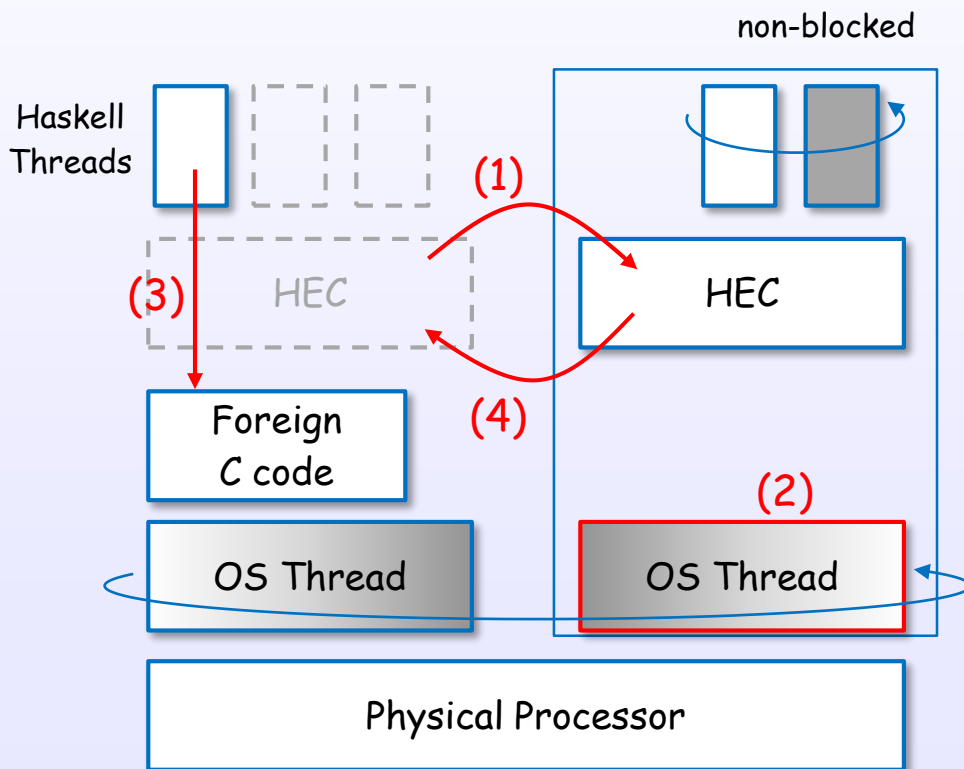 non-blocked
Haskell
Threads
(1)
HEC
HEC
(3)
(4)
Foreign
C code
(2)
OS Thread
OS Thread
Physical Processor